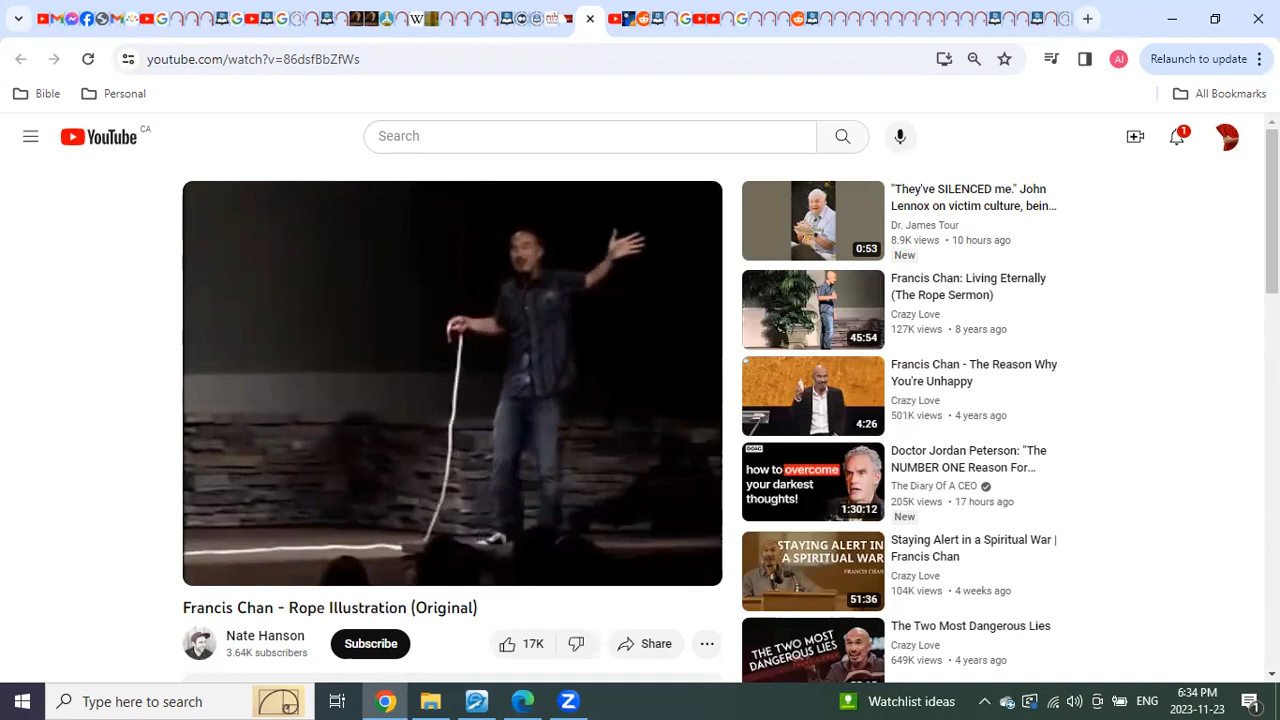 youtube.com/watch?v=86dsfBbZfWs
Relaunch to update
Bible
Personal
All Bookmarks
YouTube CA
Search
1
"They've SILENCED me." John
Lennox on victim culture, bein...
Dr. James Tour
8.9K views • 10 hours ago
New
0:53
Francis Chan: Living Eternally
(The Rope Sermon)
Crazy Love
127K views • 8 years ago
45:54
Francis Chan - The Reason Why
You're Unhappy
Crazy Love
501K views • 4 years ago
4:26
Doctor Jordan Peterson: "The
NUMBER ONE Reason For...
The Diary Of A CEO
205K views • 17 hours ago
New
DOAC
how to overcome
your darkest
thoughts!
1:30:12
Staying Alert in a Spiritual War |
Francis Chan
Crazy Love
104K views • 4 weeks ago
STAYING ALERT IN
A SPIRITUAL WAR
FRANCIS CHAN
51:36
The Two Most Dangerous Lies
Crazy Love
649K views • 4 years ago
THE TWO MOST
DANGEROUS LIES
Francis Chan - Rope Illustration (Original)
Nate Hanson
3.64K subscribers
Subscribe
17K
Share
Type here to search
Watchlist ideas
ENG
6:34 PM
2023-11-23
1